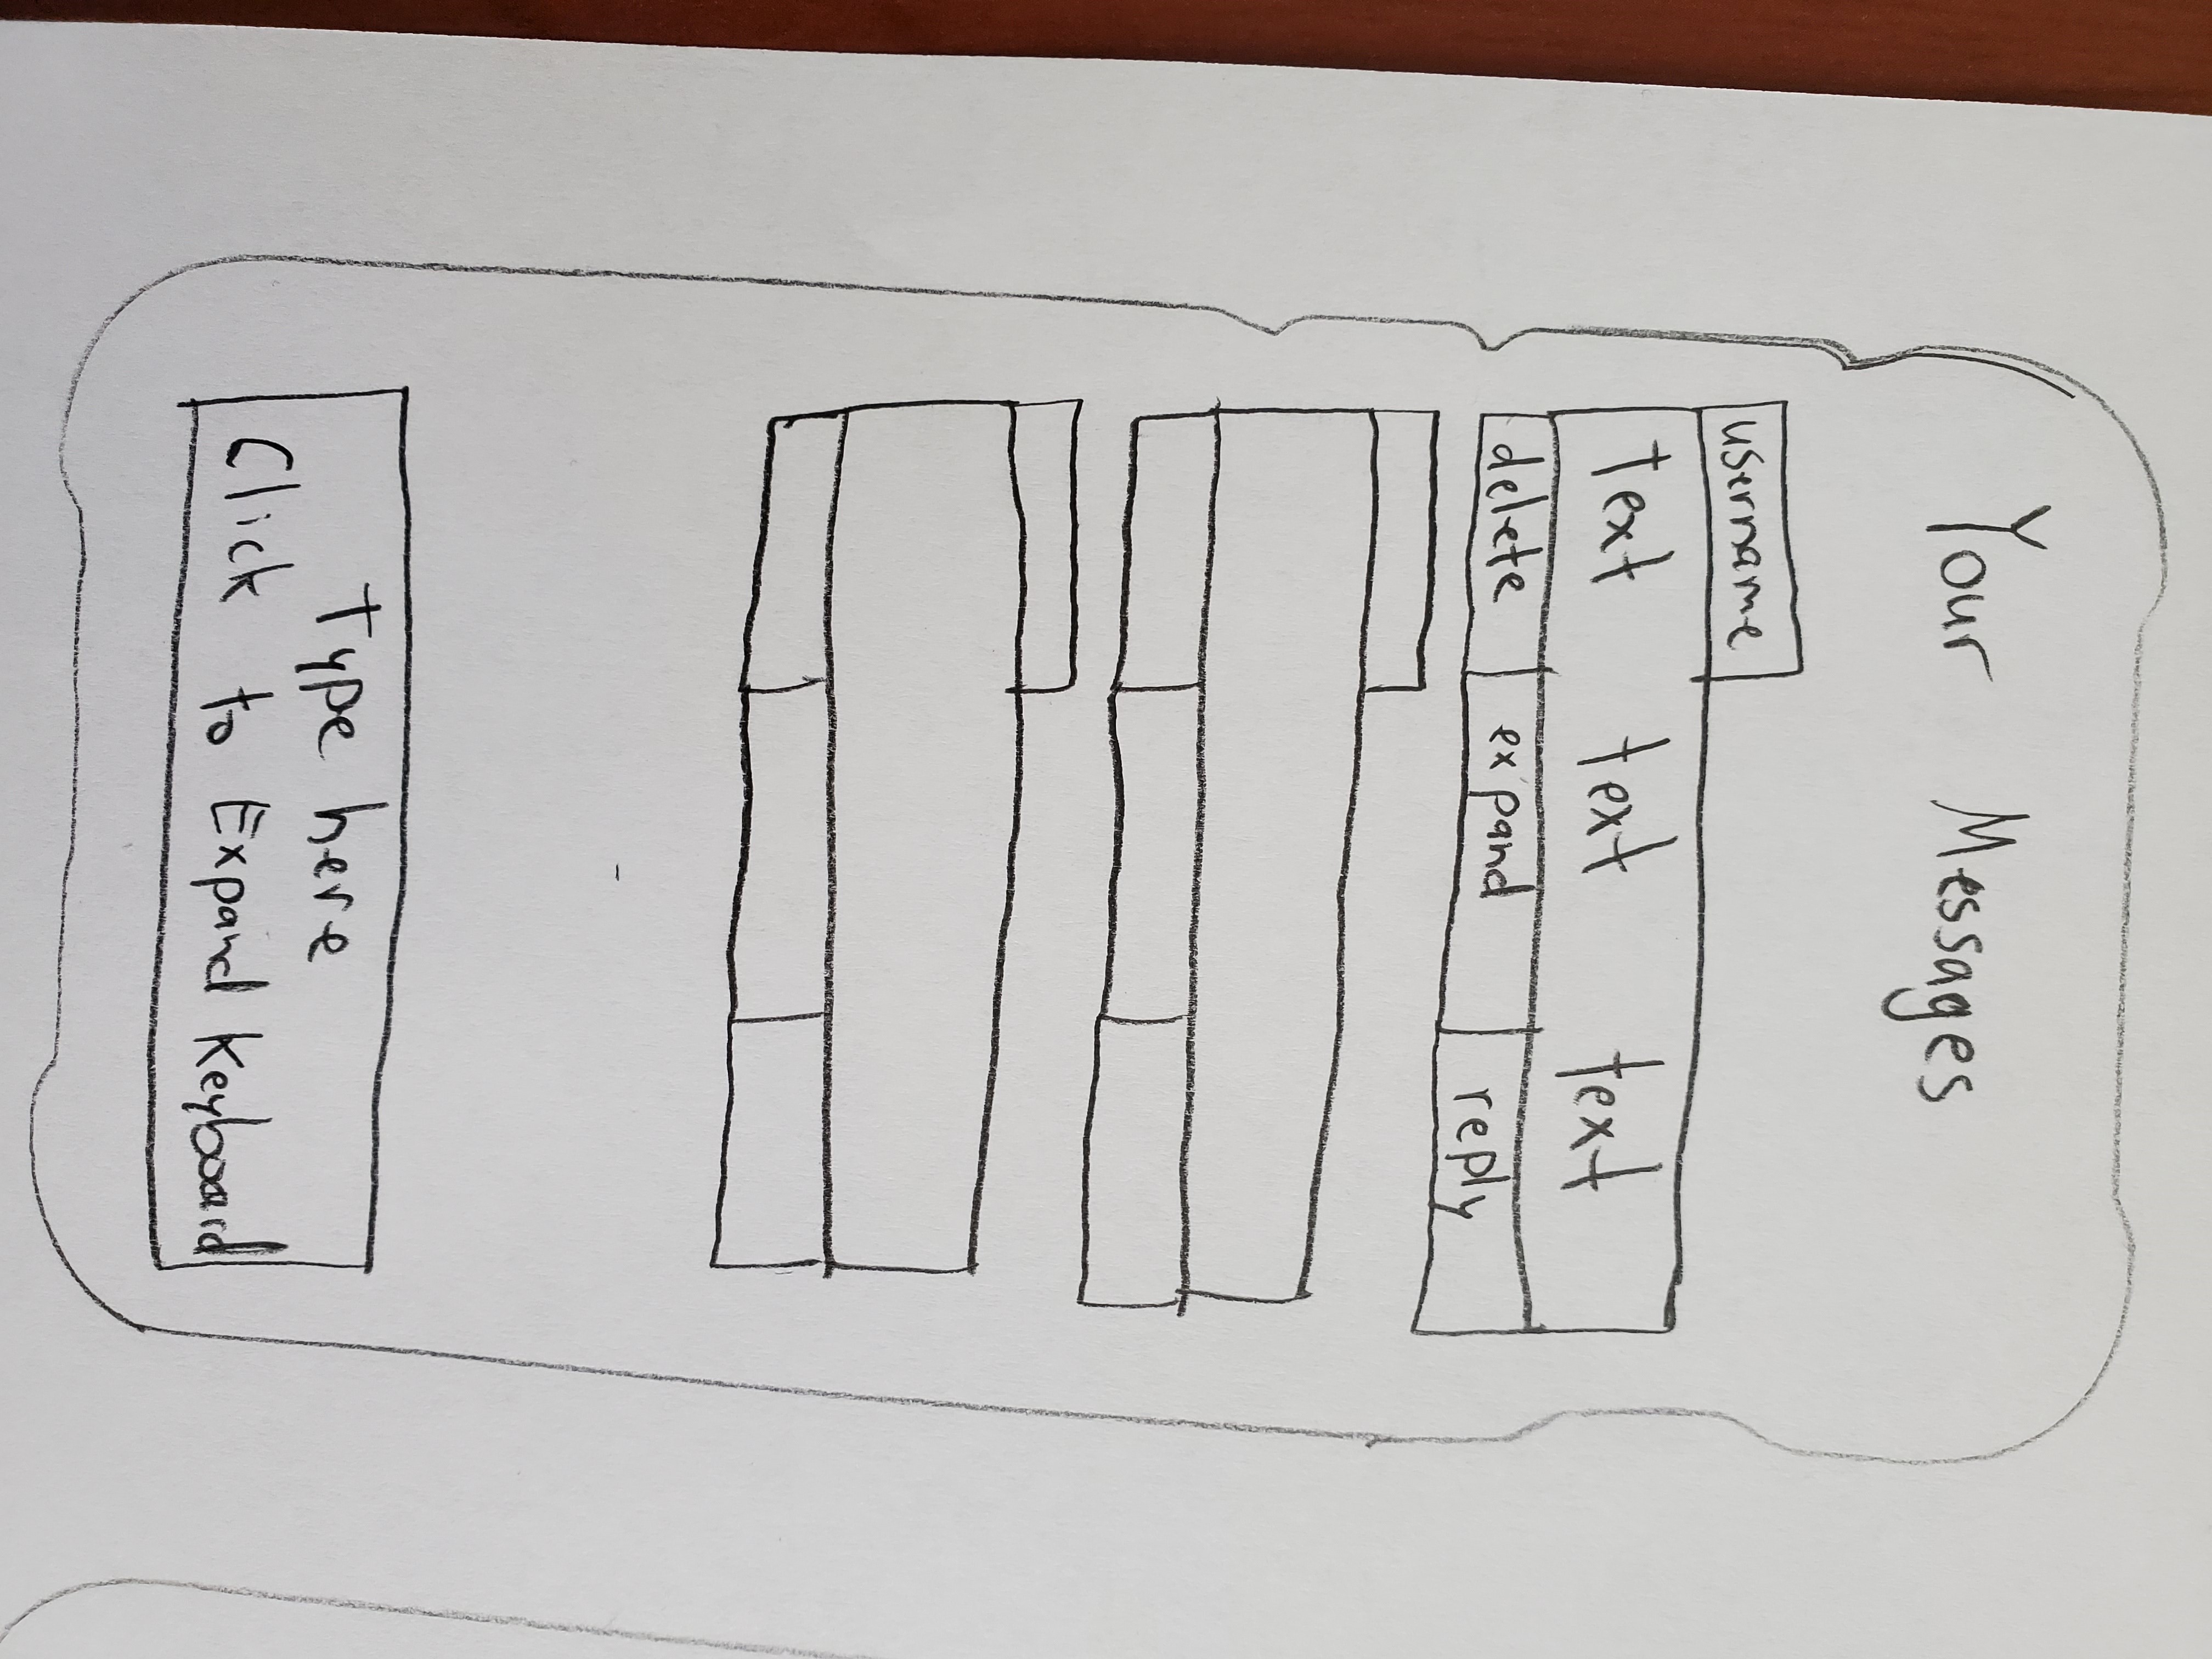 Your Messages
username
Text text text
delete expand reply
Type here
Click to Expand Keyboard